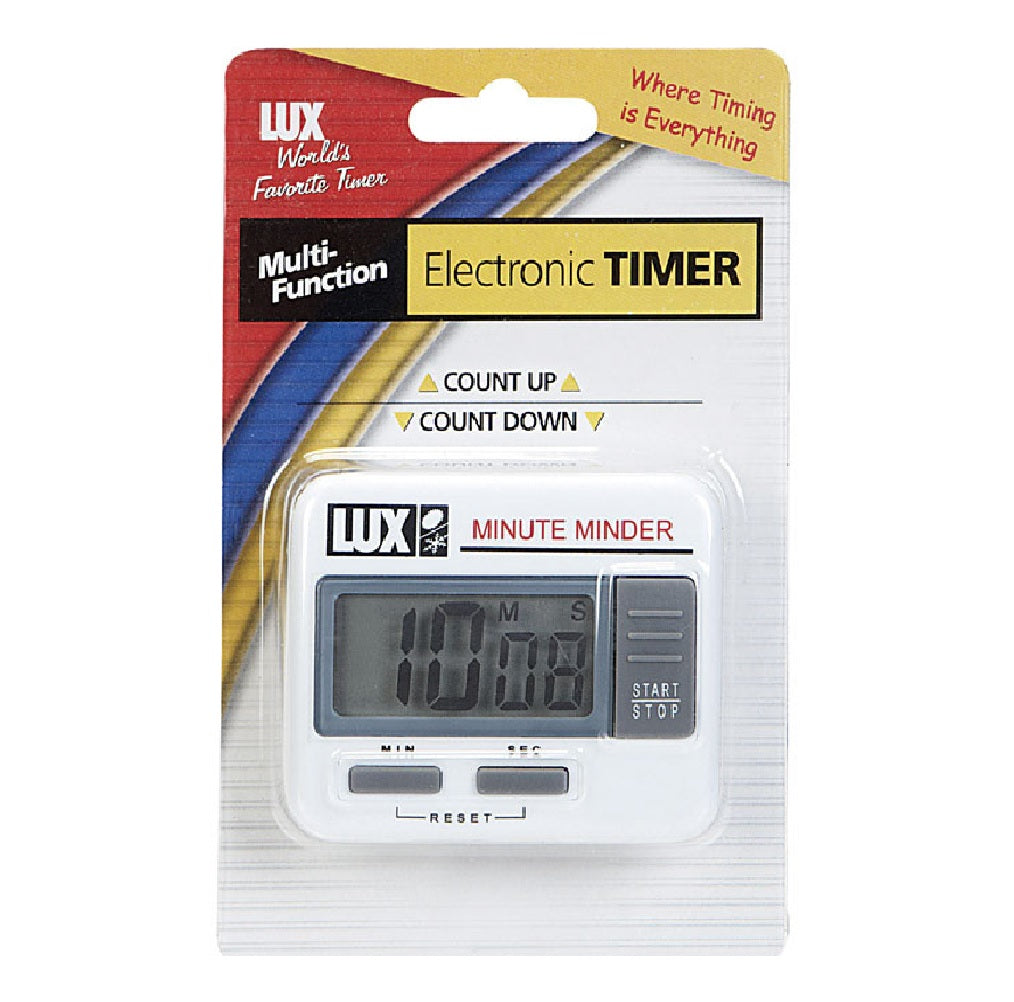 LUX
World's
Favorite Timer
Where Timing
is Everything
Multi-
Function
Electronic TIMER
COUNT UP
COUNT DOWN
LUX
MINUTE MINDER
M S
10 08
START
STOP
MIN SEC
RESET